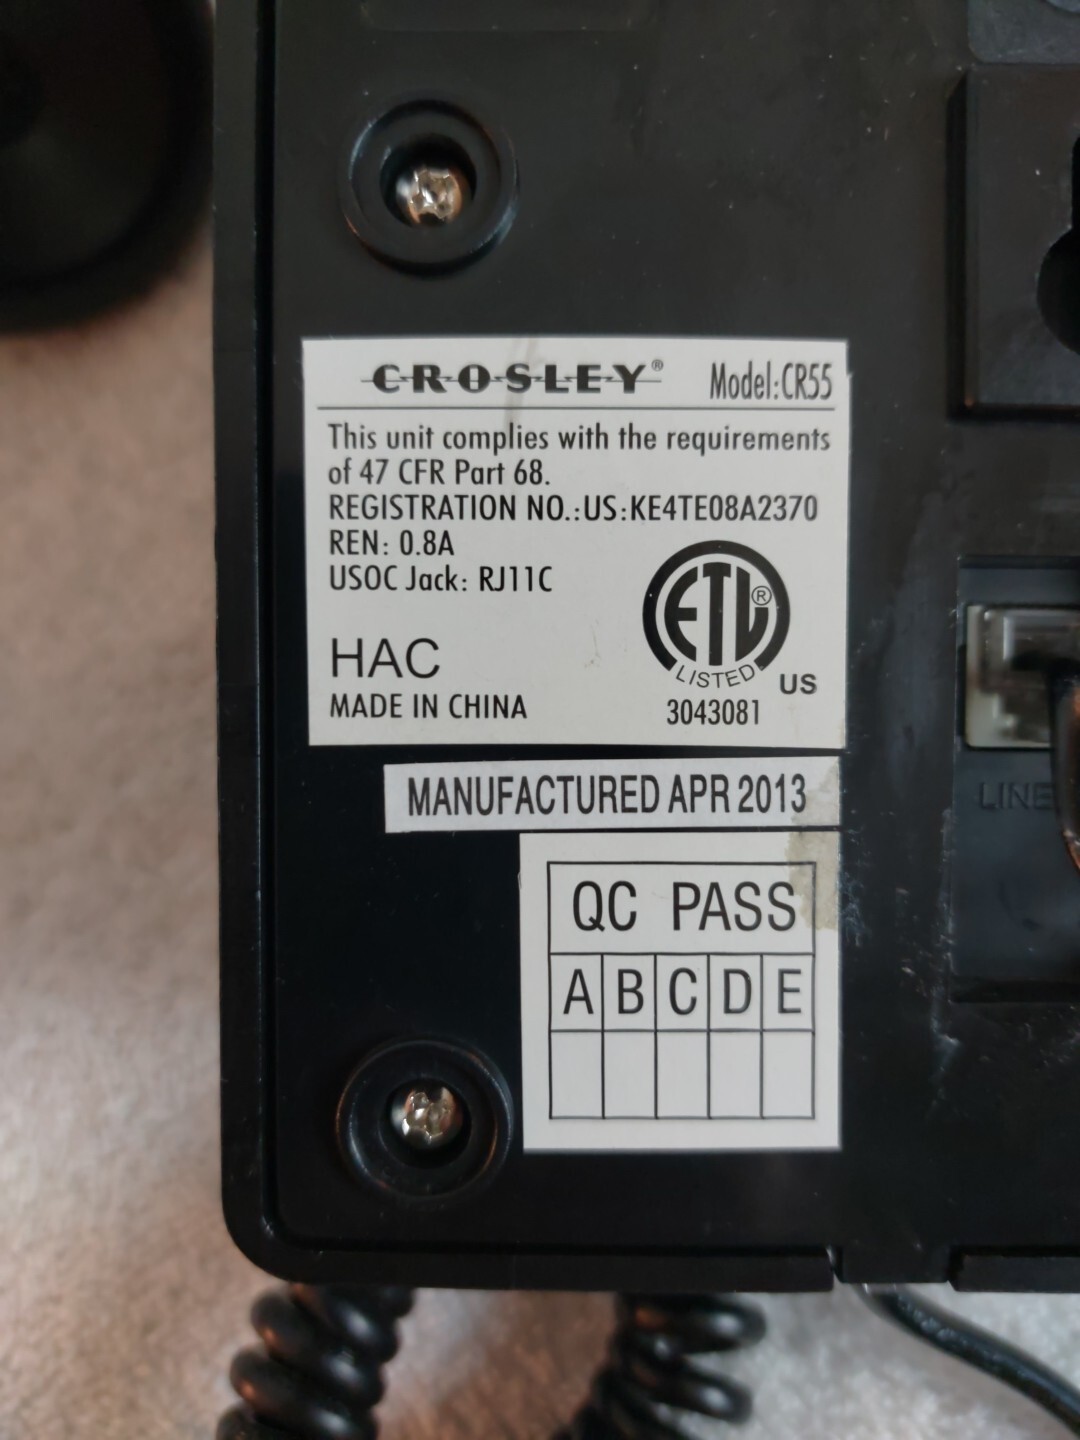 CROSLEY® Model:CR55
This unit complies with the requirements
of 47 CFR Part 68.
REGISTRATION NO.:US:KE4TE08A2370
REN: 0.8A
USOC Jack: RJ11C
HAC
MADE IN CHINA
ETL®
LISTED
US
3043081
MANUFACTURED APR 2013
QC PASS
A B C D E
LINE